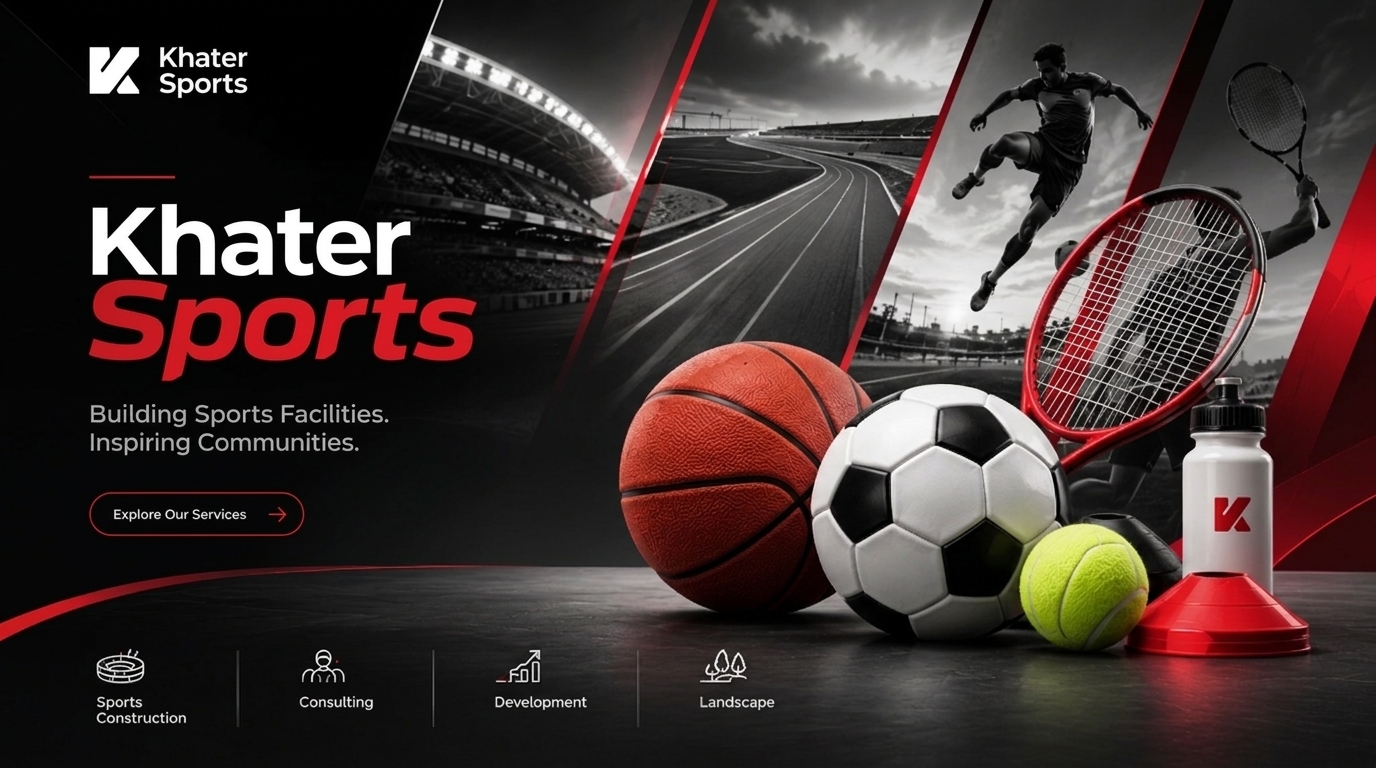 Khater
Sports
Khater
Sports
Building Sports Facilities.
Inspiring Communities.
Explore Our Services
Sports
Construction
Consulting
Development
Landscape